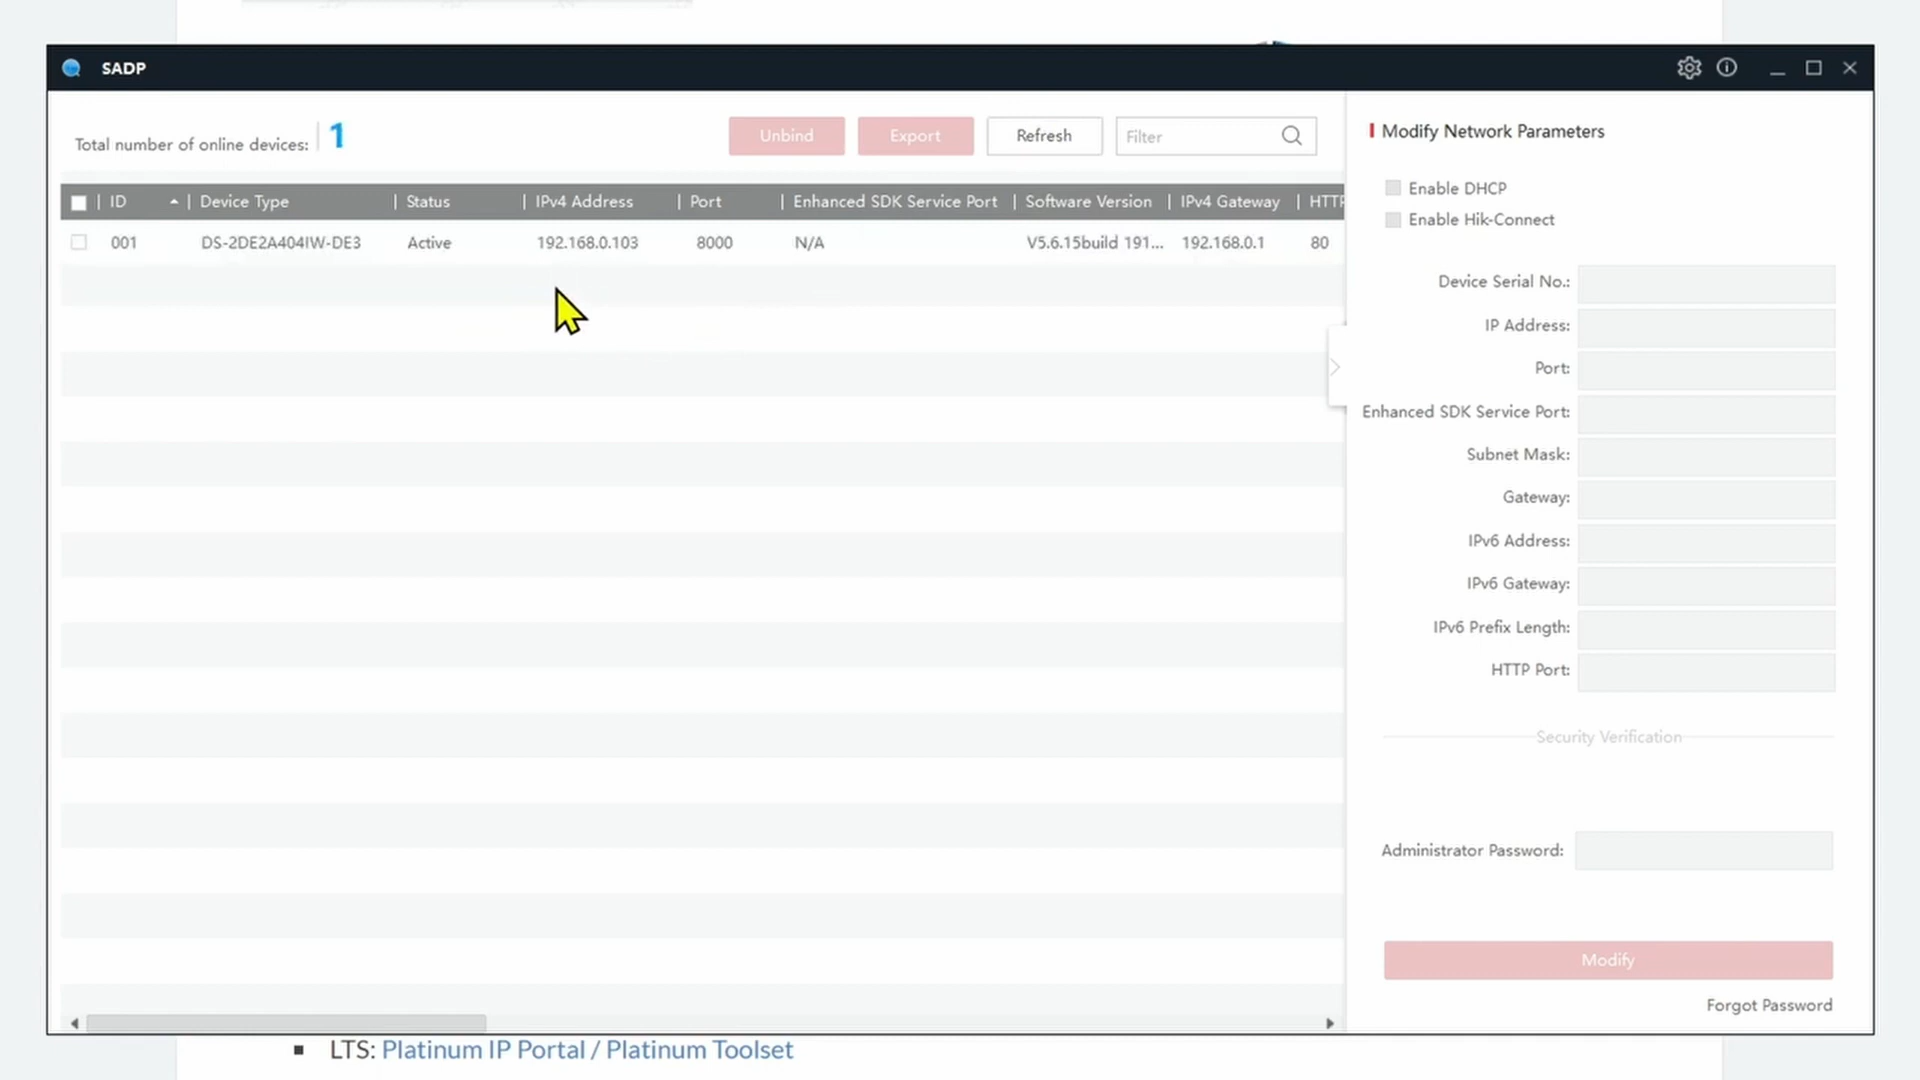 SADP
Total number of online devices: 1
Unbind
Export
Refresh
Filter
ID
Device Type
Status
IPv4 Address
Port
Enhanced SDK Service Port
Software Version
IPv4 Gateway
HTTP
001
DS-2DE2A404IW-DE3
Active
192.168.0.103
8000
N/A
V5.6.15build 191...
192.168.0.1
80
Modify Network Parameters
Enable DHCP
Enable Hik-Connect
Device Serial No.:
IP Address:
Port:
Enhanced SDK Service Port:
Subnet Mask:
Gateway:
IPv6 Address:
IPv6 Gateway:
IPv6 Prefix Length:
HTTP Port:
Security Verification
Administrator Password:
Modify
Forgot Password
LTS: Platinum IP Portal / Platinum Toolset